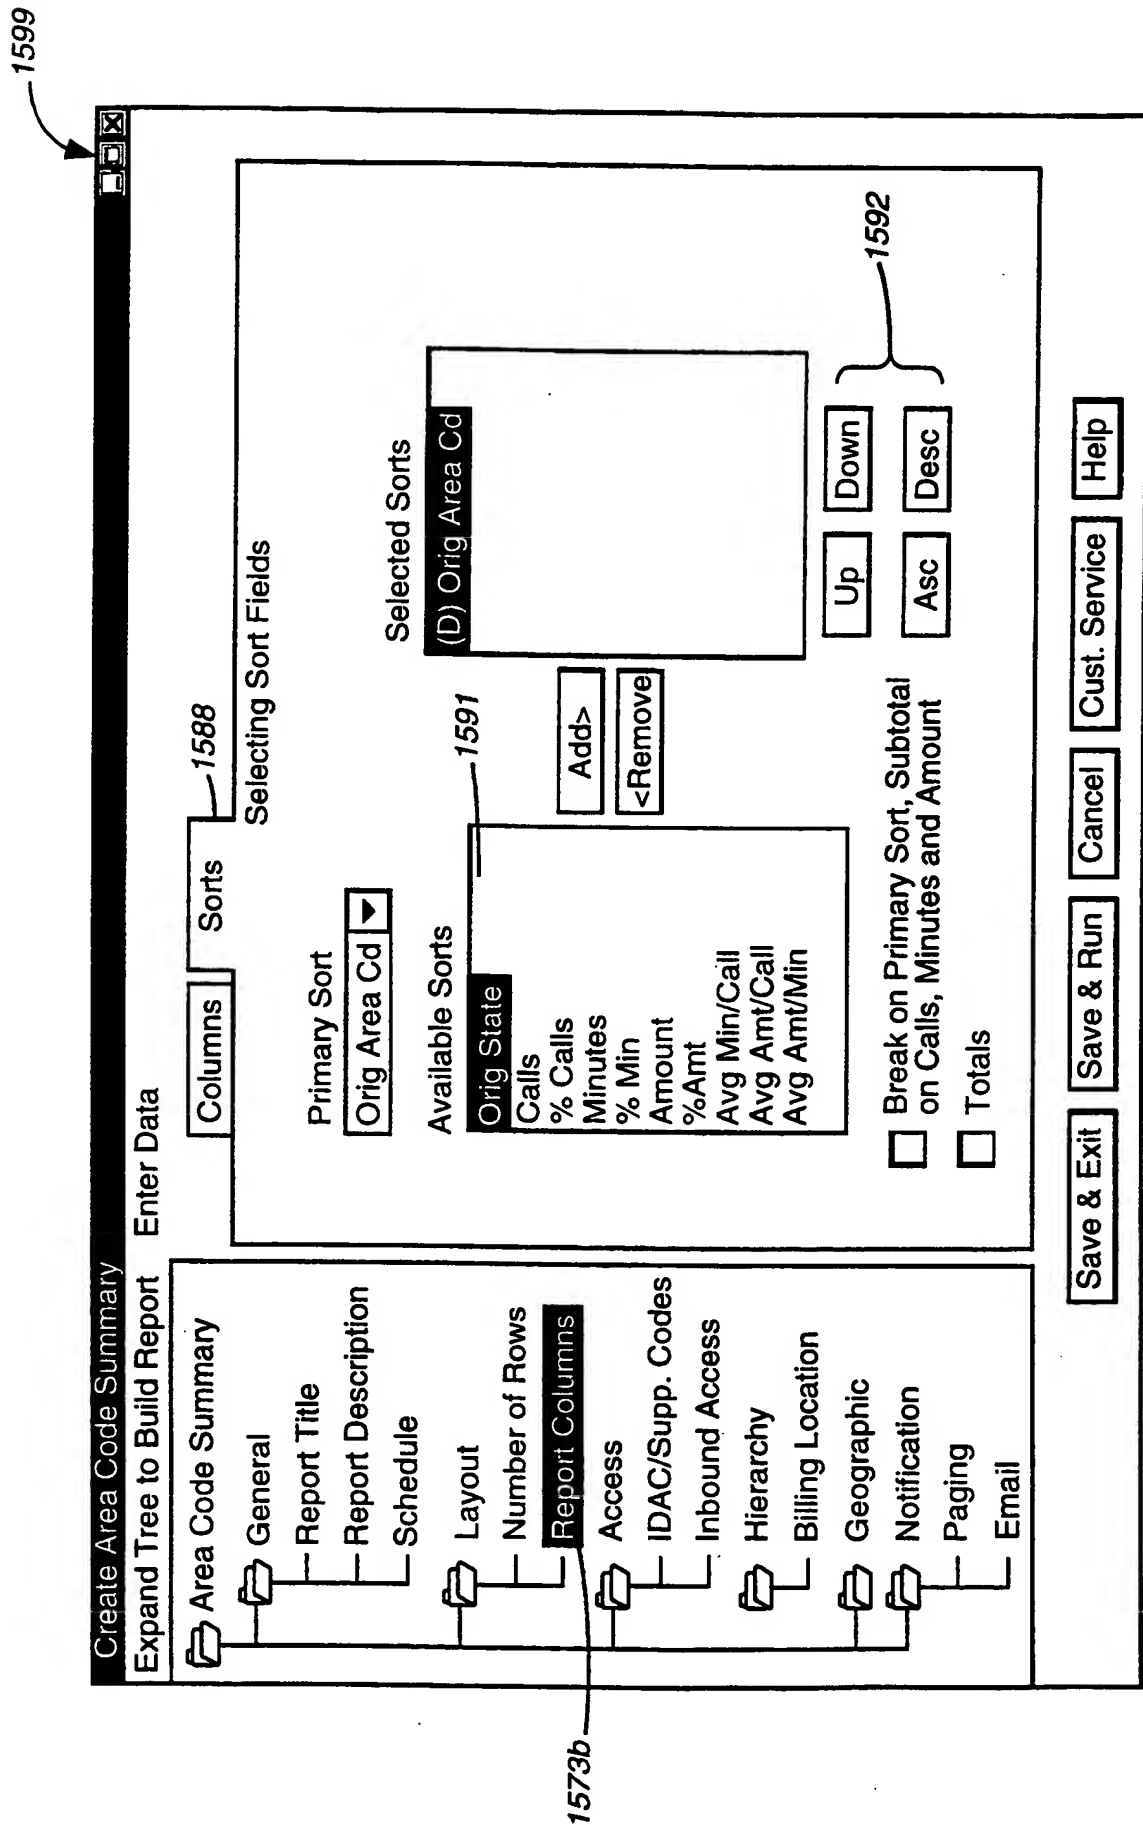 1599
Create Area Code Summary
Expand Tree to Build Report
Enter Data
Area Code Summary
General
Report Title
Report Description
Schedule
Layout
Number of Rows
Report Columns
Access
IDAC/Supp. Codes
Inbound Access
Hierarchy
Billing Location
Geographic
Notification
Paging
Email
1573b
Columns
Sorts
1588
Selecting Sort Fields
Primary Sort
Orig Area Cd
Available Sorts
1591
Orig State
Calls
% Calls
Minutes
% Min
Amount
%Amt
Avg Min/Call
Avg Amt/Call
Avg Amt/Min
Add>
<Remove
Selected Sorts
(D) Orig Area Cd
Up
Down
Asc
Desc
1592
Break on Primary Sort, Subtotal
on Calls, Minutes and Amount
Totals
Save & Exit
Save & Run
Cancel
Cust. Service
Help